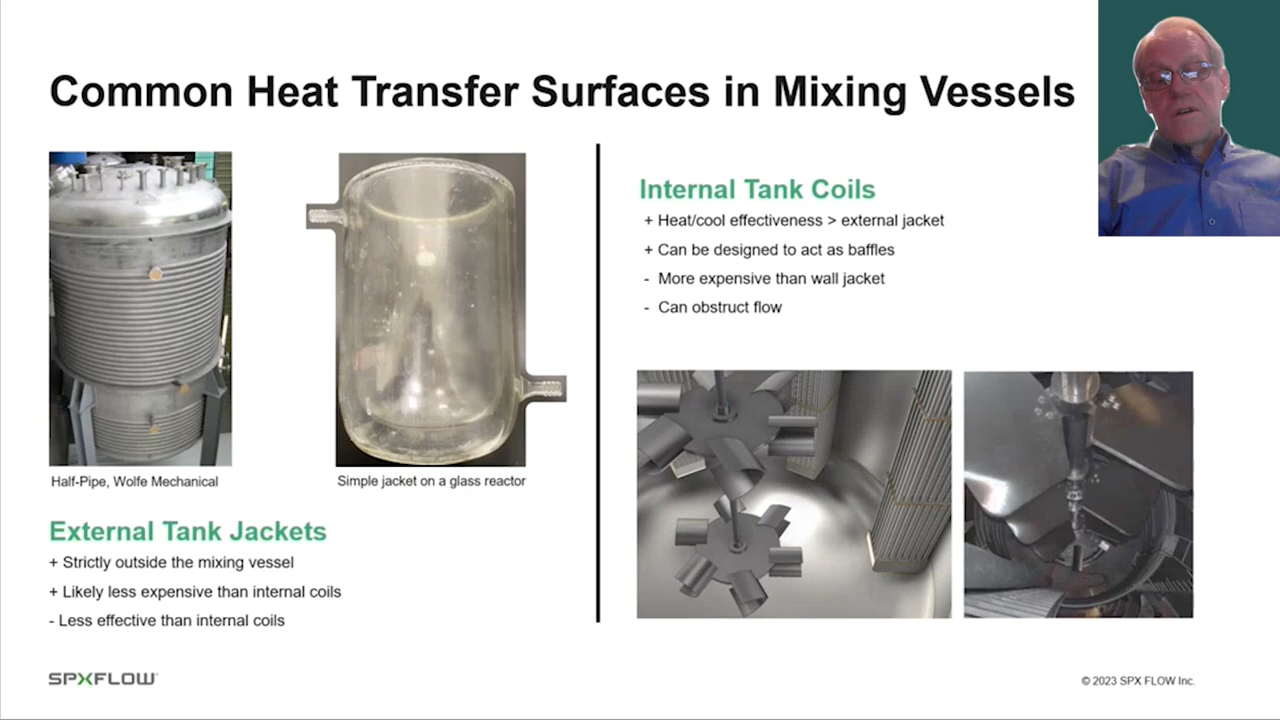 Common Heat Transfer Surfaces in Mixing Vessels
Half-Pipe, Wolfe Mechanical
Simple jacket on a glass reactor
External Tank Jackets
+ Strictly outside the mixing vessel
+ Likely less expensive than internal coils
- Less effective than internal coils
Internal Tank Coils
+ Heat/cool effectiveness > external jacket
+ Can be designed to act as baffles
- More expensive than wall jacket
- Can obstruct flow
SPXFLOW
© 2023 SPX FLOW Inc.